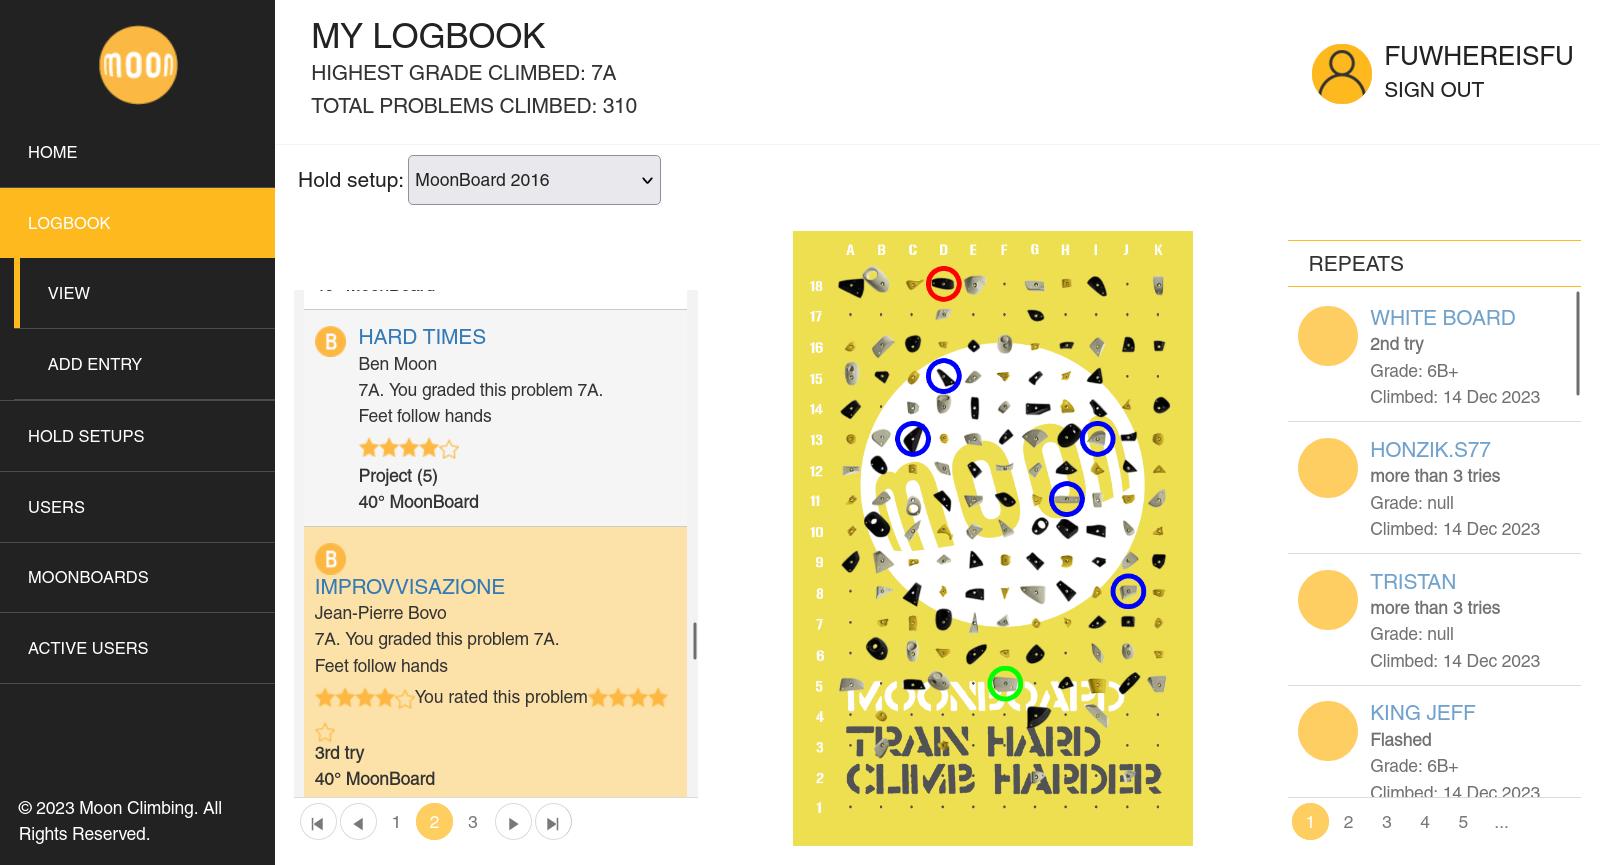 moon
HOME
LOGBOOK
VIEW
ADD ENTRY
HOLD SETUPS
USERS
MOONBOARDS
ACTIVE USERS
© 2023 Moon Climbing. All
Rights Reserved.
MY LOGBOOK
HIGHEST GRADE CLIMBED: 7A
TOTAL PROBLEMS CLIMBED: 310
FUWHEREISFU
SIGN OUT
Hold setup: MoonBoard 2016
B HARD TIMES
Ben Moon
7A. You graded this problem 7A.
Feet follow hands
Project (5)
40° MoonBoard
B
IMPROVVISAZIONE
Jean-Pierre Bovo
7A. You graded this problem 7A.
Feet follow hands
You rated this problem
3rd try
40° MoonBoard
1 2 3
A B C D E F G H I J K
18
17
16
15
14
13
12
11
10
9
8
7
6
5
4
3
2
1
moon
MOONBOARD
TRAIN HARD
CLIMB HARDER
REPEATS
WHITE BOARD
2nd try
Grade: 6B+
Climbed: 14 Dec 2023
HONZIK.S77
more than 3 tries
Grade: null
Climbed: 14 Dec 2023
TRISTAN
more than 3 tries
Grade: null
Climbed: 14 Dec 2023
KING JEFF
Flashed
Grade: 6B+
Climbed: 14 Dec 2023
1 2 3 4 5 ...